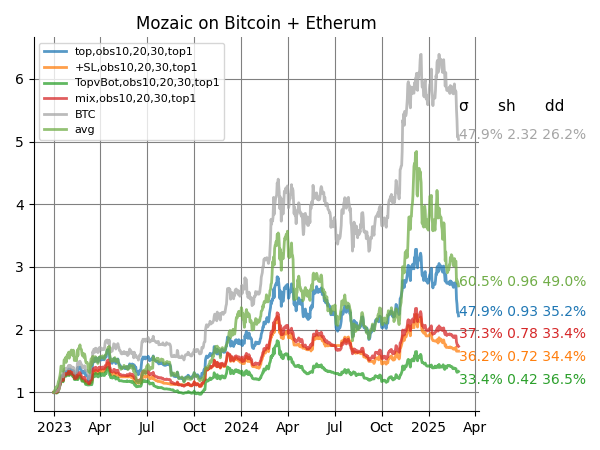 Mozaic on Bitcoin + Etherum
top,obs10,20,30,top1
+SL,obs10,20,30,top1
TopvBot,obs10,20,30,top1
mix,obs10,20,30,top1
BTC
avg
6
5
4
3
2
1
σ sh dd
47.9% 2.32 26.2%
60.5% 0.96 49.0%
47.9% 0.93 35.2%
37.3% 0.78 33.4%
36.2% 0.72 34.4%
33.4% 0.42 36.5%
2023 Apr Jul Oct 2024 Apr Jul Oct 2025 Apr